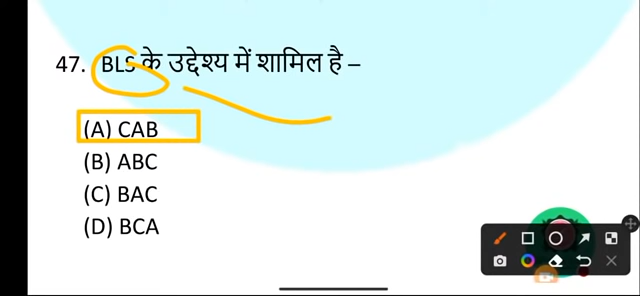 47. BLS के उद्देश्य में शामिल है –
(A) CAB
(B) ABC
(C) BAC
(D) BCA